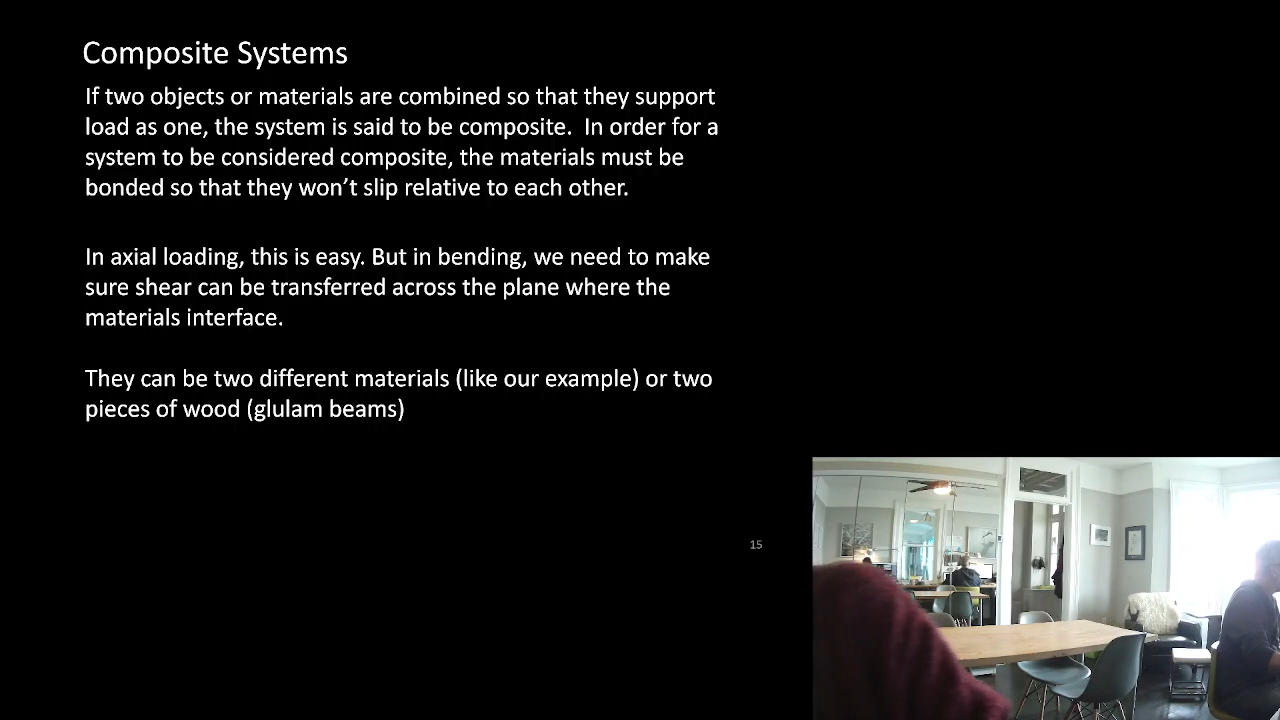 Composite Systems
If two objects or materials are combined so that they support
load as one, the system is said to be composite.  In order for a
system to be considered composite, the materials must be
bonded so that they won’t slip relative to each other.
In axial loading, this is easy. But in bending, we need to make
sure shear can be transferred across the plane where the
materials interface.
They can be two different materials (like our example) or two
pieces of wood (glulam beams)
15